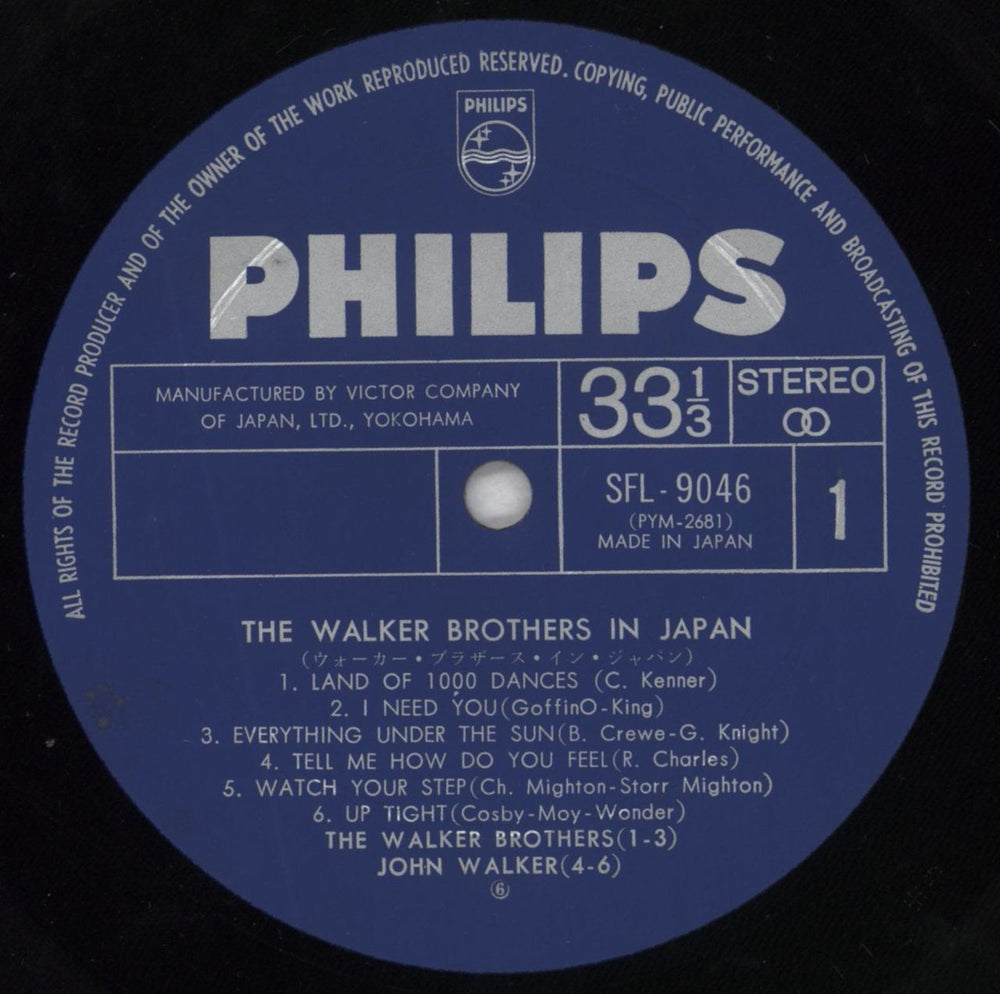 ALL RIGHTS OF THE RECORD PRODUCER AND OF THE OWNER OF THE WORK REPRODUCED RESERVED. COPYING, PUBLIC PERFORMANCE AND BROADCASTING OF THIS RECORD PROHIBITED
PHILIPS
PHILIPS
MANUFACTURED BY VICTOR COMPANY
OF JAPAN, LTD., YOKOHAMA
33 1/3
STEREO
SFL-9046
(PYM-2681)
MADE IN JAPAN
1
THE WALKER BROTHERS IN JAPAN
(ウォーカー・ブラザース・イン・ジャパン)
1. LAND OF 1000 DANCES (C. Kenner)
2. I NEED YOU(GoffinO-King)
3. EVERYTHING UNDER THE SUN(B. Crewe-G. Knight)
4. TELL ME HOW DO YOU FEEL(R. Charles)
5. WATCH YOUR STEP(Ch. Mighton-Storr Mighton)
6. UP TiGHT(Cosby-Moy-Wonder)
THE WALKER BROTHERS(1-3)
JOHN WALKER(4-6)
⑥